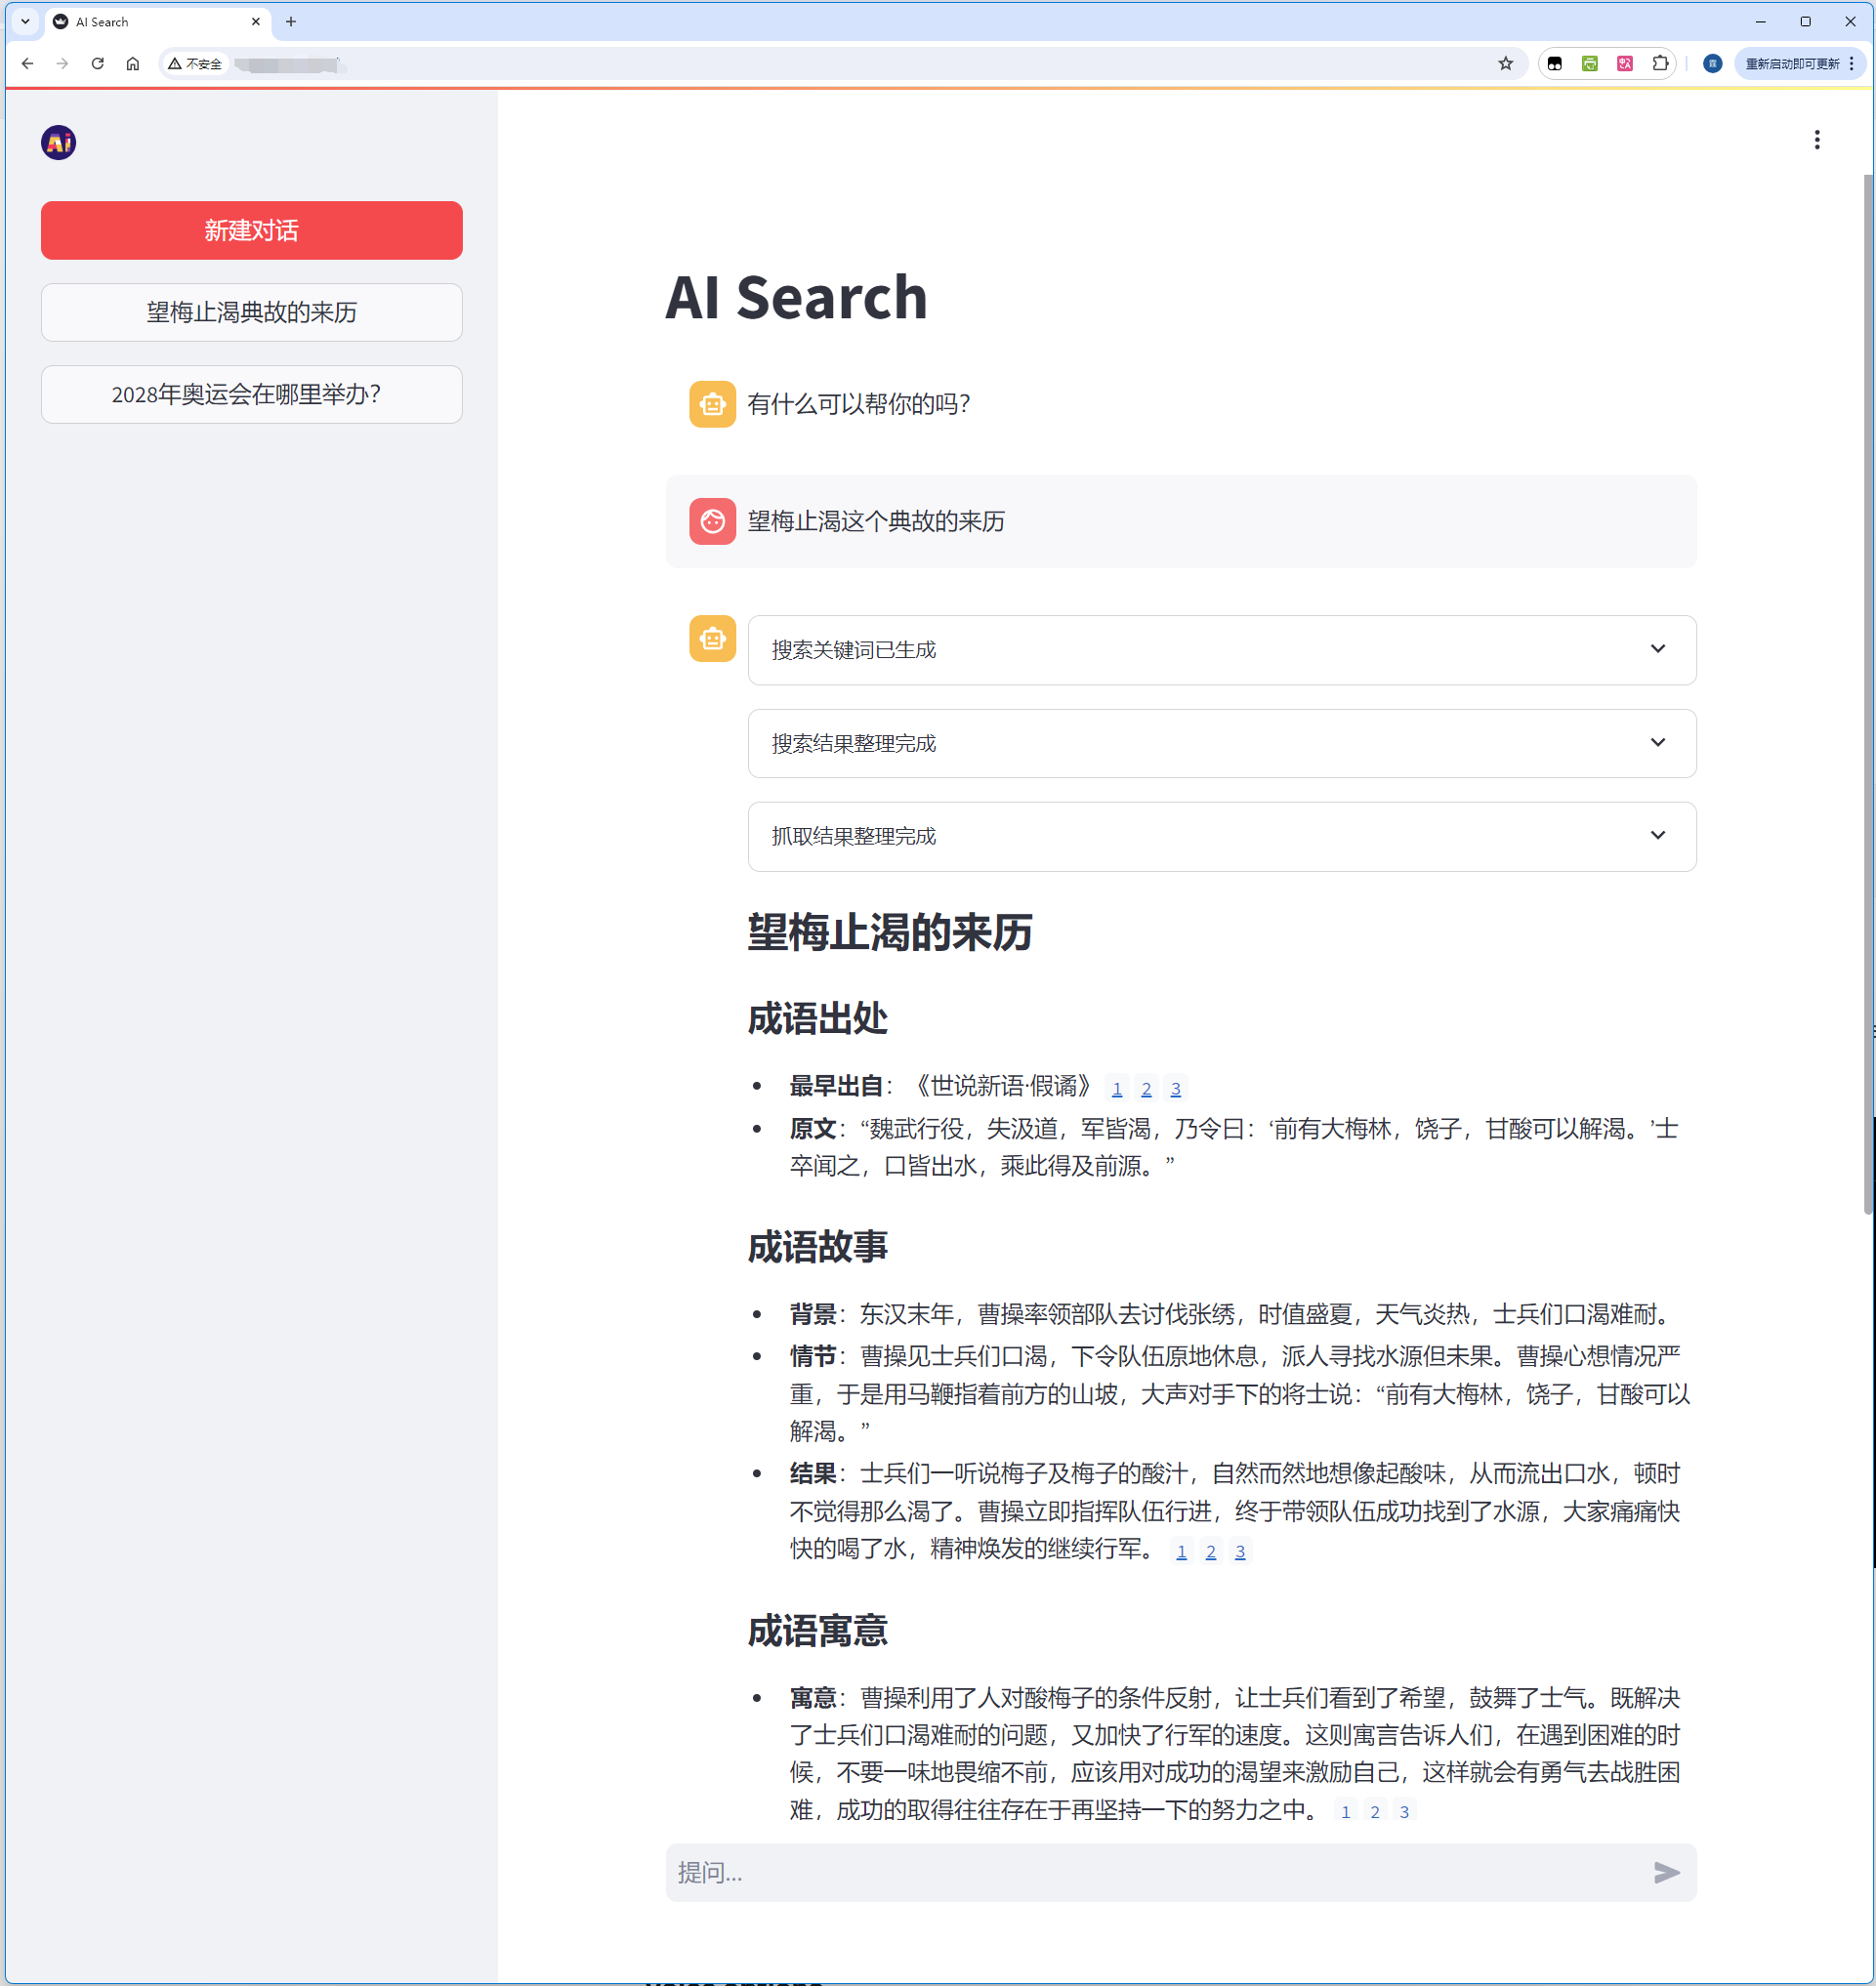 AI Search
不安全
重新启动即可更新
Ai
新建对话
望梅止渴典故的来历
2028年奥运会在哪里举办？
AI Search
有什么可以帮你的吗？
望梅止渴这个典故的来历
搜索关键词已生成
搜索结果整理完成
抓取结果整理完成
望梅止渴的来历
成语出处
最早出自：《世说新语·假谲》 1 2 3
原文：“魏武行役，失汲道，军皆渴，乃令曰：‘前有大梅林，饶子，甘酸可以解渴。’士
卒闻之，口皆出水，乘此得及前源。”
成语故事
背景：东汉末年，曹操率领部队去讨伐张绣，时值盛夏，天气炎热，士兵们口渴难耐。
情节：曹操见士兵们口渴，下令队伍原地休息，派人寻找水源但未果。曹操心想情况严
重，于是用马鞭指着前方的山坡，大声对手下的将士说：“前有大梅林，饶子，甘酸可以
解渴。”
结果：士兵们一听说梅子及梅子的酸汁，自然而然地想像起酸味，从而流出口水，顿时
不觉得那么渴了。曹操立即指挥队伍行进，终于带领队伍成功找到了水源，大家痛痛快
快的喝了水，精神焕发的继续行军。 1 2 3
成语寓意
寓意：曹操利用了人对酸梅子的条件反射，让士兵们看到了希望，鼓舞了士气。既解决
了士兵们口渴难耐的问题，又加快了行军的速度。这则寓言告诉人们，在遇到困难的时
候，不要一味地畏缩不前，应该用对成功的渴望来激励自己，这样就会有勇气去战胜困
难，成功的取得往往存在于再坚持一下的努力之中。 1 2 3
提问...